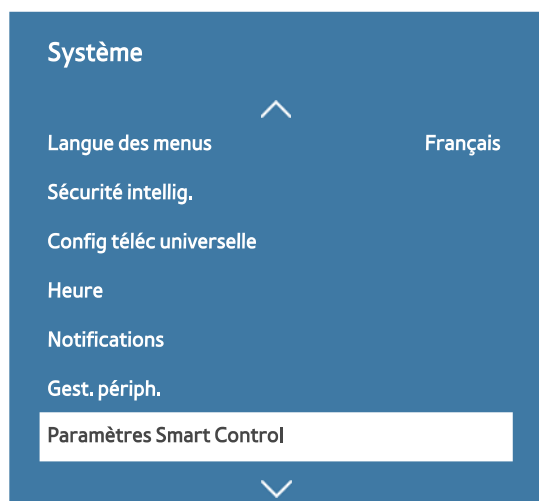 Système
Langue des menus Français
Sécurité intellig.
Config téléc universelle
Heure
Notifications
Gest. périph.
Paramètres Smart Control